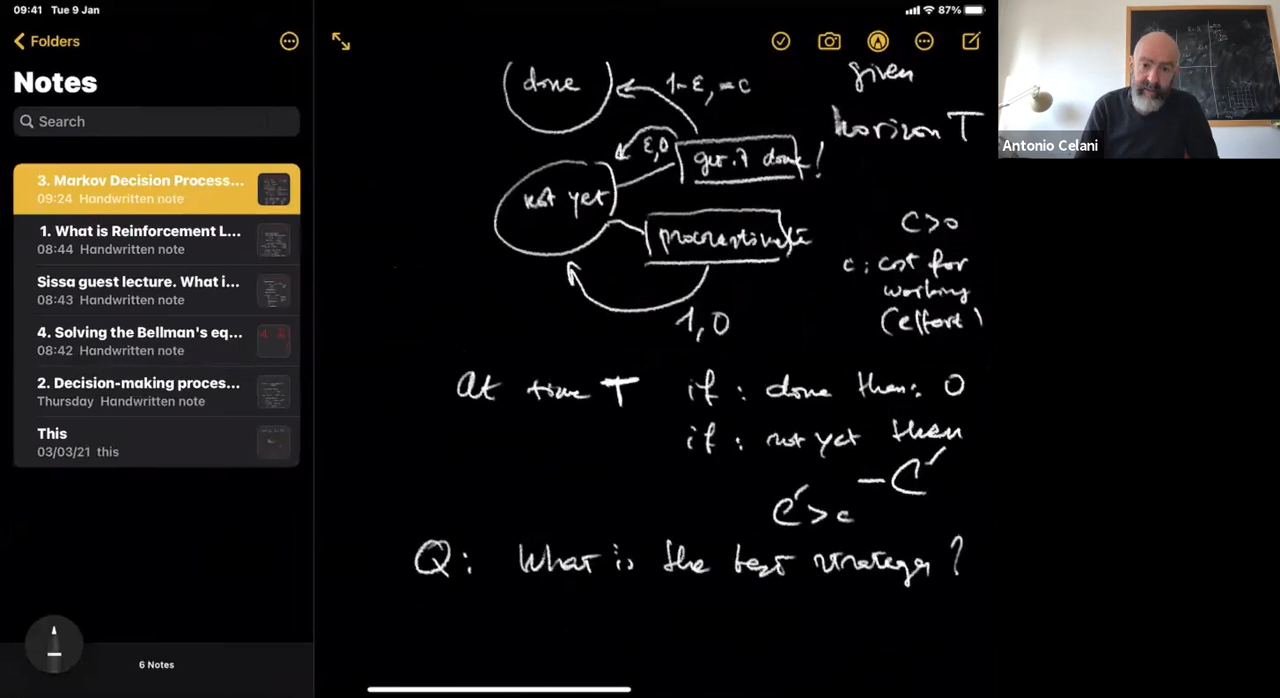 09:41 Tue 9 Jan
87%
Folders
Notes
Search
3. Markov Decision Process...
09:24 Handwritten note
1. What is Reinforcement L...
08:44 Handwritten note
Sissa guest lecture. What i...
08:43 Handwritten note
4. Solving the Bellman's eq...
08:42 Handwritten note
2. Decision-making proces...
Thursday Handwritten note
This
03/03/21 this
6 Notes
done
1-ε, -c
given
horizon T
ε,0
get it done!
not yet
procrastinate
1,0
C>0
c: cost for
working
(effort)
At time T if: done then: 0
if: not yet then
-C'
C'>c
Q: What is the best strategy?
Antonio Celani